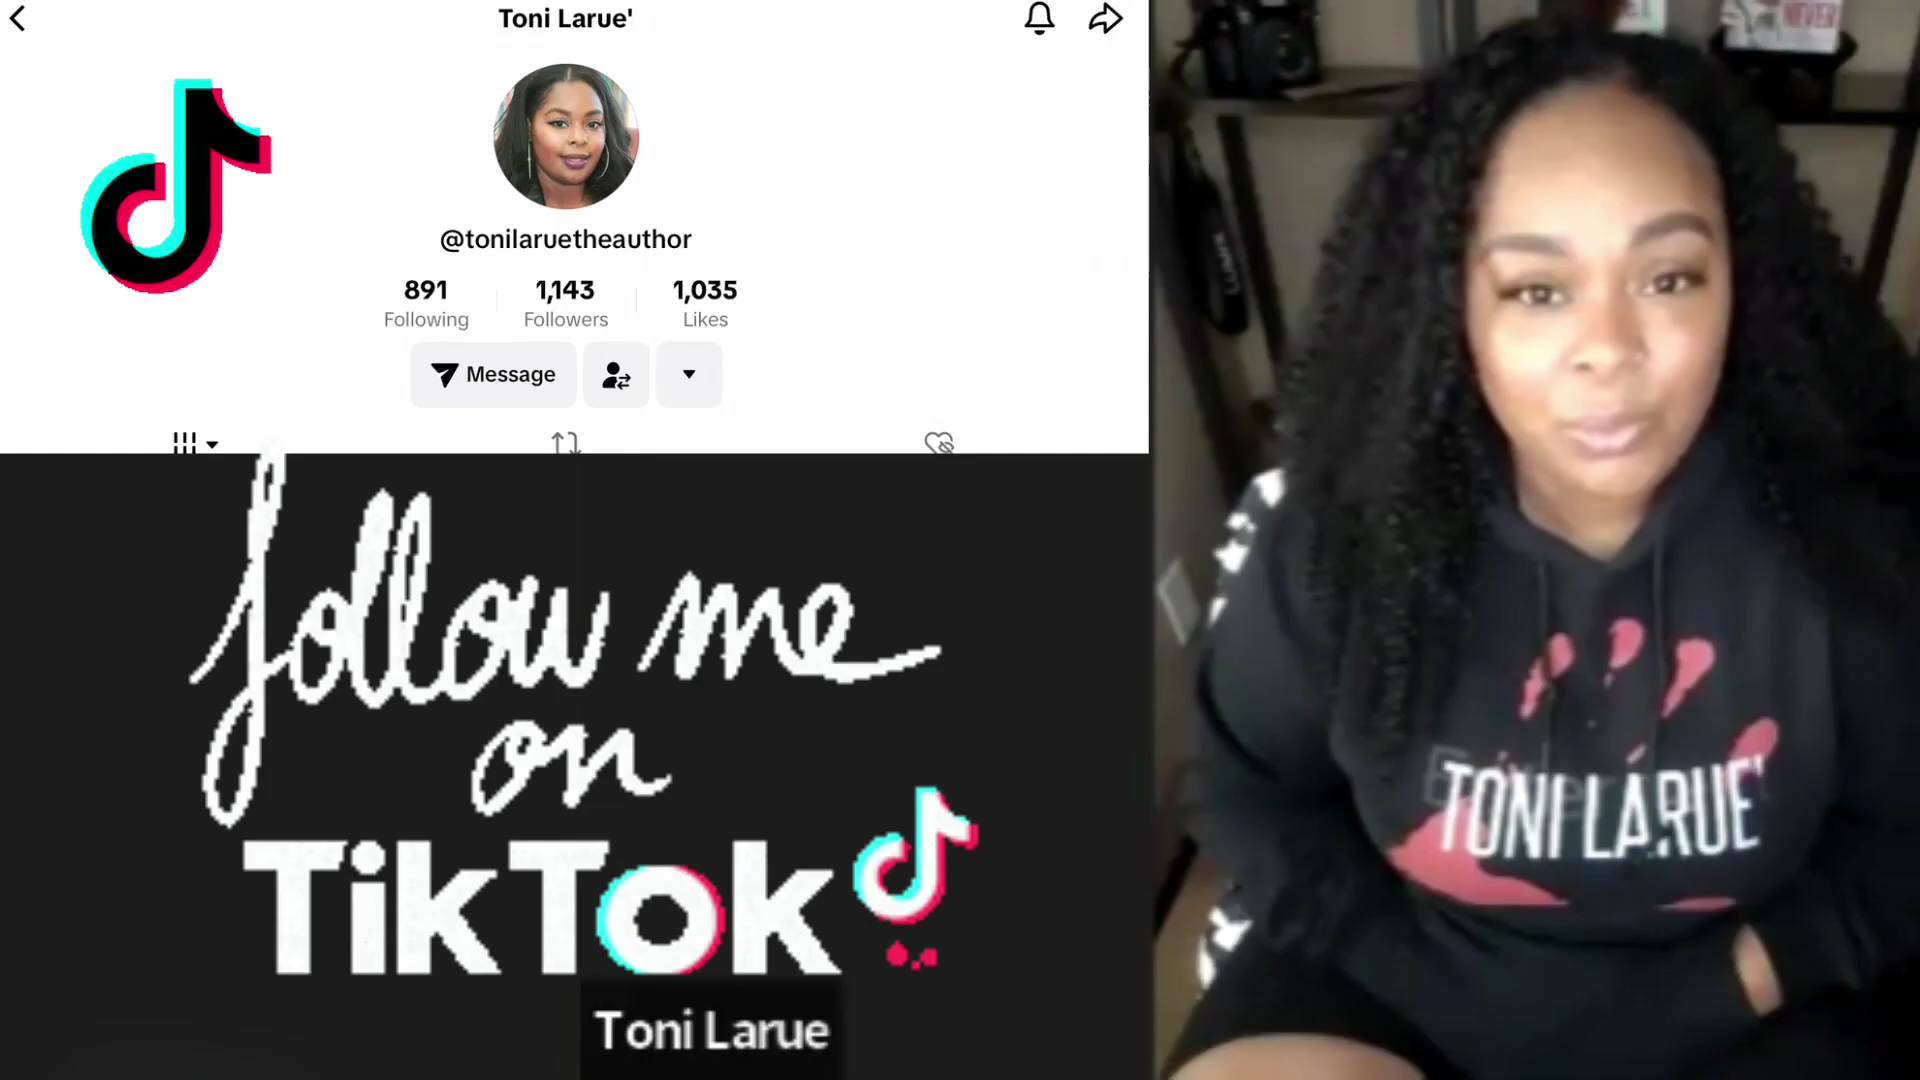 Toni Larue'
@tonilaruetheauthor
891 1,143 1,035
Following Followers Likes
Message
follow me
on
TikTok
Toni Larue
NEVER
TONI LARUE'